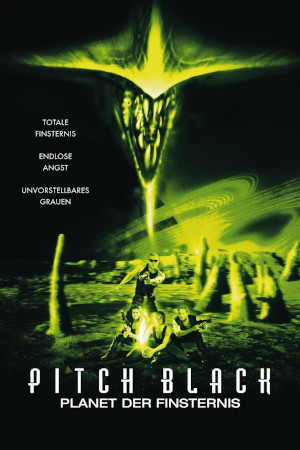 TOTALE
FINSTERNIS
ENDLOSE
ANGST
UNVORSTELLBARES
GRAUEN
PITCH BLACK
PLANET DER FINSTERNIS